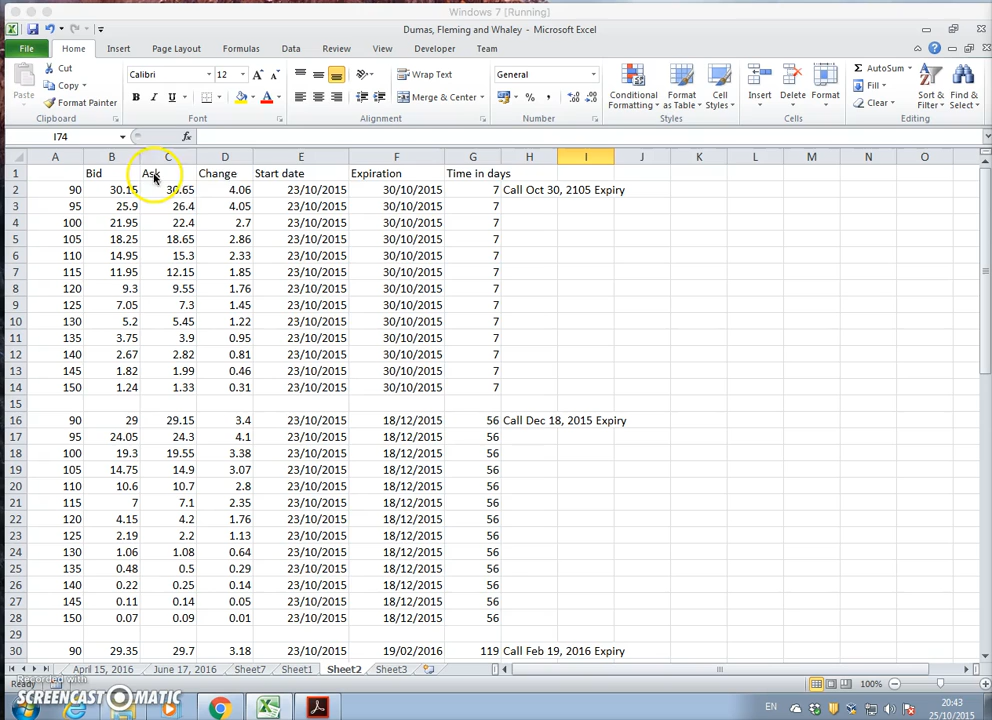 Windows 7 [Running]
Dumas, Fleming and Whaley - Microsoft Excel
File Home Insert Page Layout Formulas Data Review View Developer Team
Cut
Copy
Format Painter
Paste
Clipboard
Calibri 12
Font
Wrap Text
Merge & Center
Alignment
General
Number
Conditional Formatting
Format as Table
Cell Styles
Styles
Insert Delete Format
Cells
AutoSum
Fill
Clear
Sort & Filter
Find & Select
Editing
I74
A B C D E F G H I J K L M N O
1 Bid Ask Change Start date Expiration Time in days
2 90 30.15 30.65 4.06 23/10/2015 30/10/2015 7 Call Oct 30, 2105 Expiry
3 95 25.9 26.4 4.05 23/10/2015 30/10/2015 7
4 100 21.95 22.4 2.7 23/10/2015 30/10/2015 7
5 105 18.25 18.65 2.86 23/10/2015 30/10/2015 7
6 110 14.95 15.3 2.33 23/10/2015 30/10/2015 7
7 115 11.95 12.15 1.85 23/10/2015 30/10/2015 7
8 120 9.3 9.55 1.76 23/10/2015 30/10/2015 7
9 125 7.05 7.3 1.45 23/10/2015 30/10/2015 7
10 130 5.2 5.45 1.22 23/10/2015 30/10/2015 7
11 135 3.75 3.9 0.95 23/10/2015 30/10/2015 7
12 140 2.67 2.82 0.81 23/10/2015 30/10/2015 7
13 145 1.82 1.99 0.46 23/10/2015 30/10/2015 7
14 150 1.24 1.33 0.31 23/10/2015 30/10/2015 7
15
16 90 29 29.15 3.4 23/10/2015 18/12/2015 56 Call Dec 18, 2015 Expiry
17 95 24.05 24.3 4.1 23/10/2015 18/12/2015 56
18 100 19.3 19.55 3.38 23/10/2015 18/12/2015 56
19 105 14.75 14.9 3.07 23/10/2015 18/12/2015 56
20 110 10.6 10.7 2.8 23/10/2015 18/12/2015 56
21 115 7 7.1 2.35 23/10/2015 18/12/2015 56
22 120 4.15 4.2 1.76 23/10/2015 18/12/2015 56
23 125 2.19 2.2 1.13 23/10/2015 18/12/2015 56
24 130 1.06 1.08 0.64 23/10/2015 18/12/2015 56
25 135 0.48 0.5 0.29 23/10/2015 18/12/2015 56
26 140 0.22 0.25 0.14 23/10/2015 18/12/2015 56
27 145 0.11 0.14 0.05 23/10/2015 18/12/2015 56
28 150 0.07 0.09 0.01 23/10/2015 18/12/2015 56
29
30 90 29.35 29.7 3.18 23/10/2015 19/02/2016 119 Call Feb 19, 2016 Expiry
April 15, 2016 June 17, 2016 Sheet7 Sheet1 Sheet2 Sheet3
Ready 100%
Recorded with
SCREENCAST-O-MATIC
EN
20:43
25/10/2015